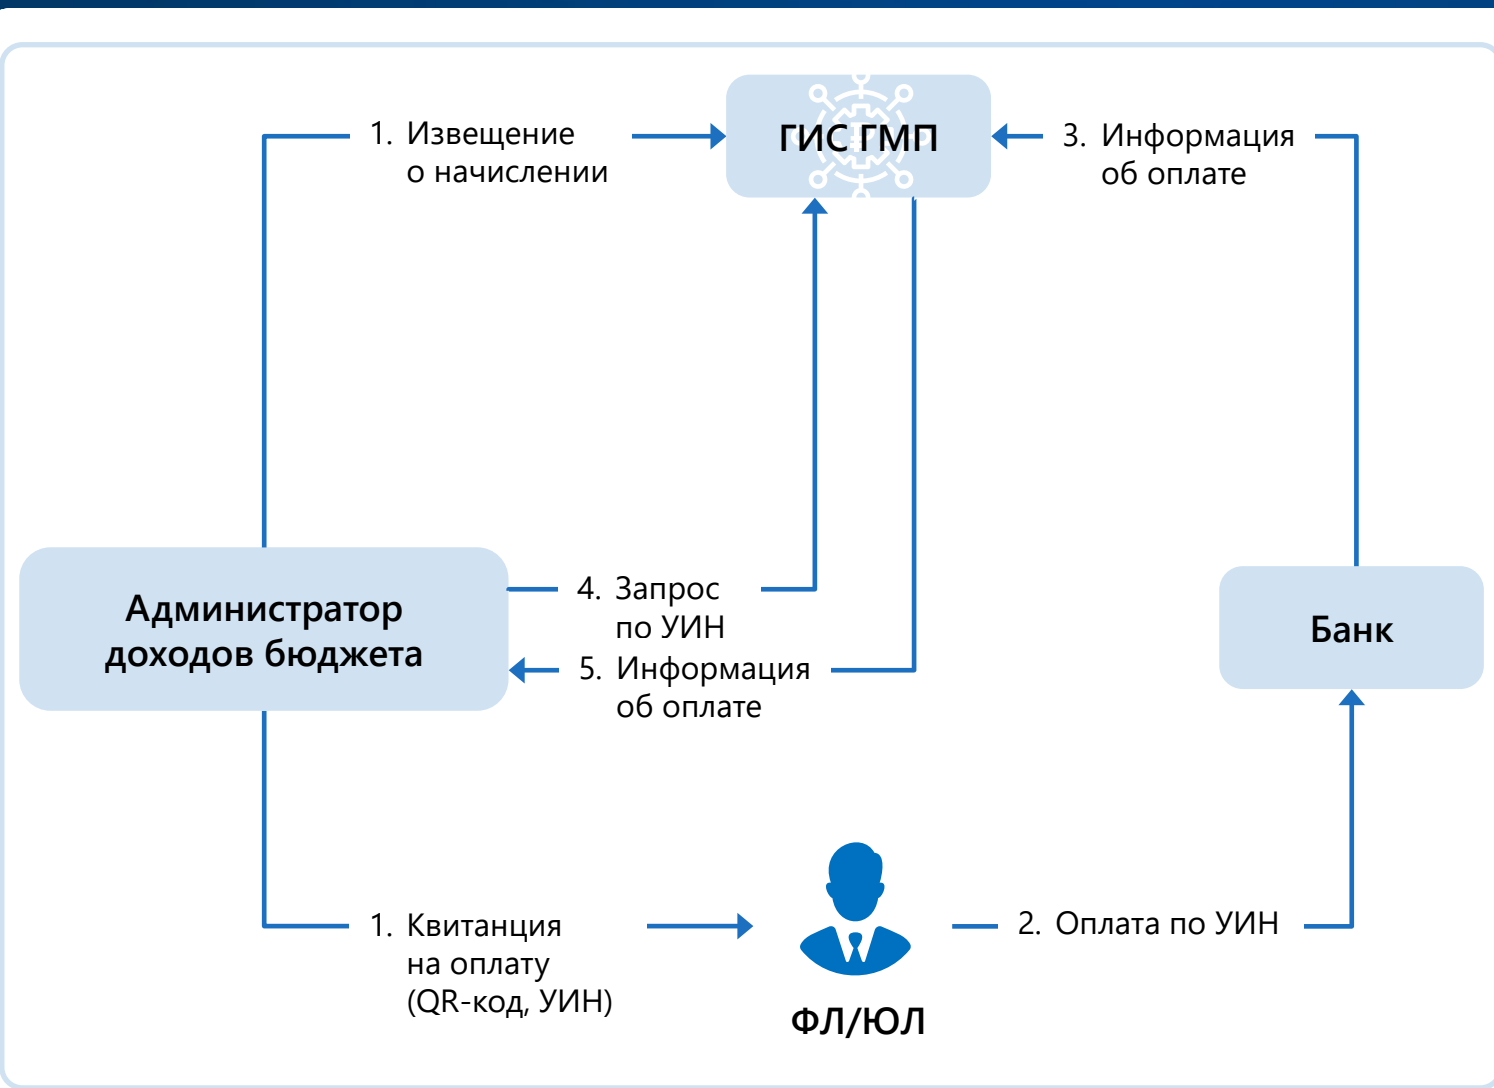 1. Извещение
о начислении
ГИС ГМП
3. Информация
об оплате
Администратор
доходов бюджета
4. Запрос
по УИН
5. Информация
об оплате
Банк
1. Квитанция
на оплату
(QR-код, УИН)
2. Оплата по УИН
ФЛ/ЮЛ